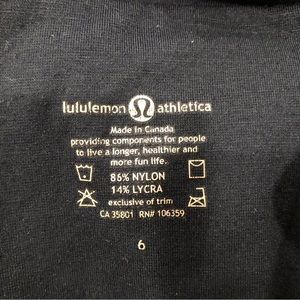 lululemon athletica
Made in Canada
providing components for people
to live a longer, healthier and
more fun life.
86% NYLON
14% LYCRA
exclusive of trim
CA 35801 RN# 106359
6